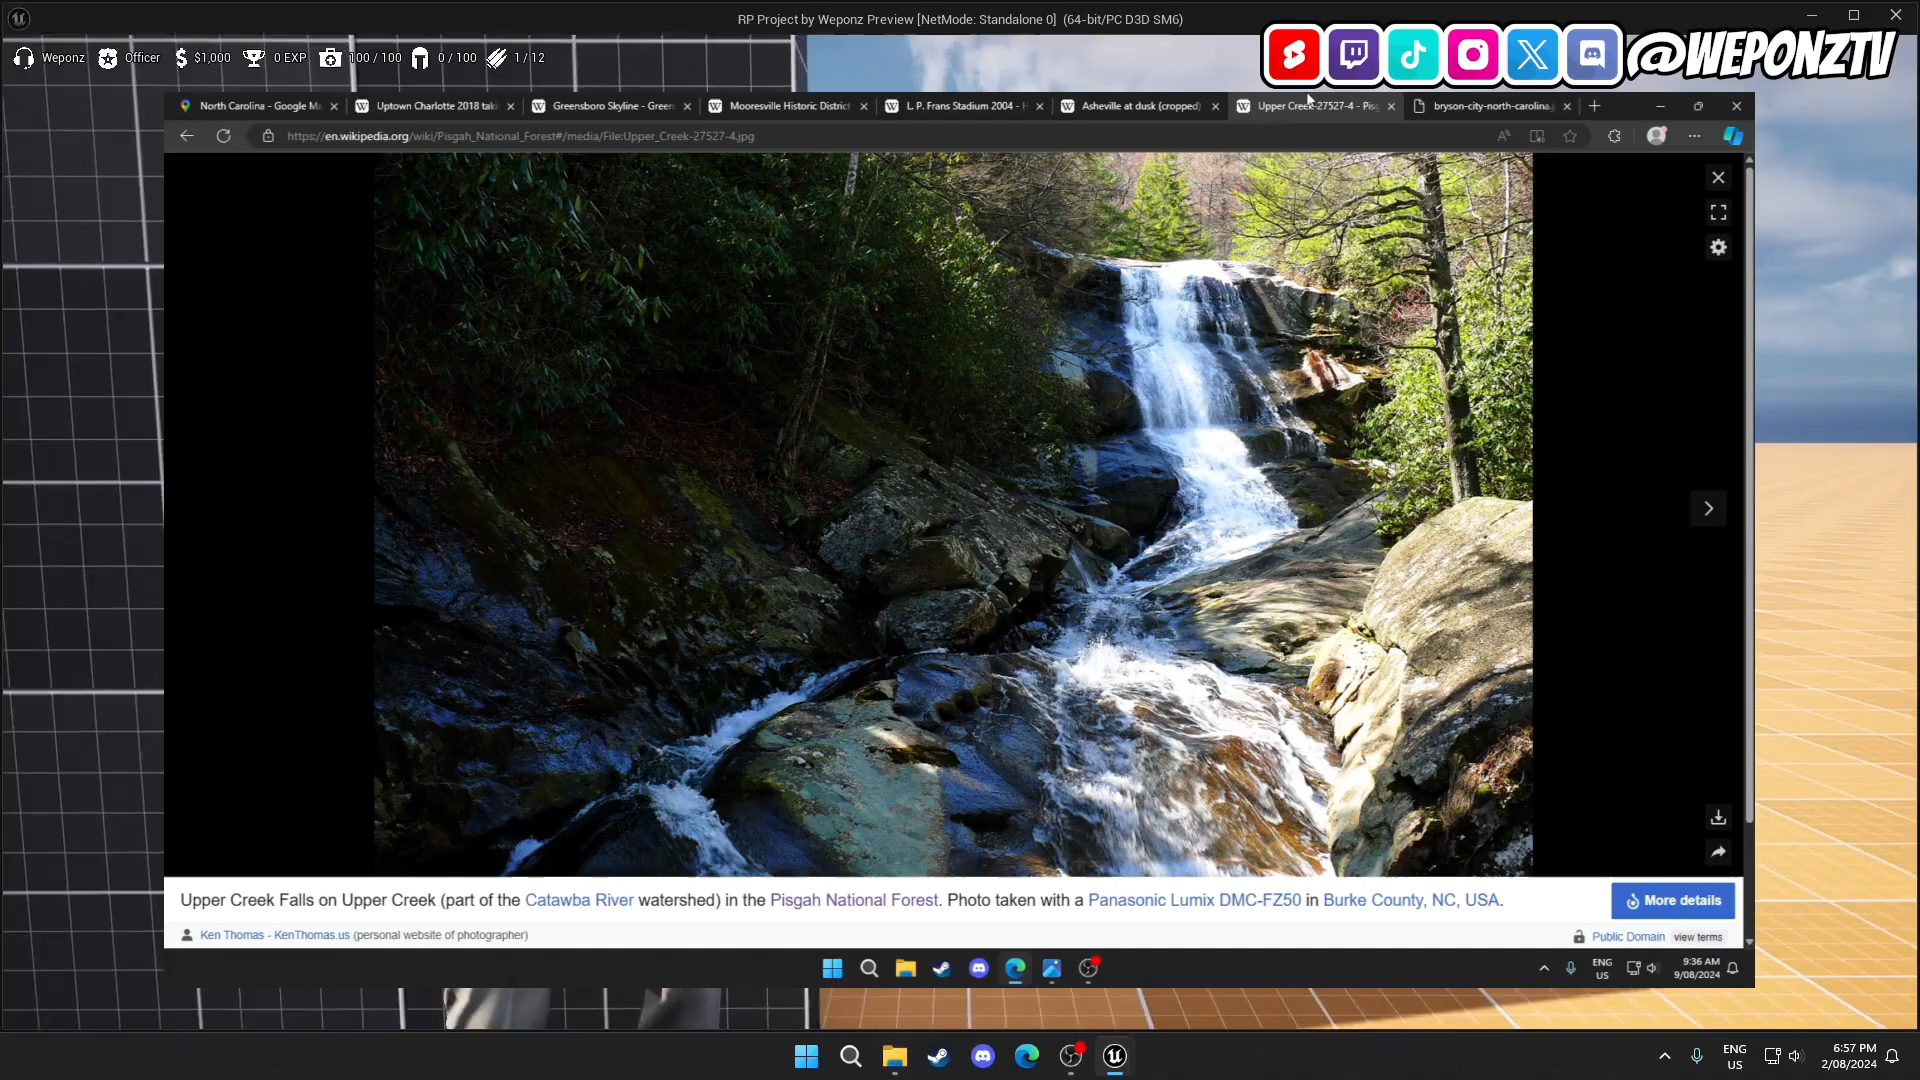 RP Project by Weponz Preview [NetMode: Standalone 0] (64-bit/PC D3D SM6)
Weponz Officer $1,000 0 EXP 100 / 100 0 / 100 1 / 12
@WEPONZTV
North Carolina - Google Ma
Uptown Charlotte 2018 taki
Greensboro Skyline - Green
Mooresville Historic District
L. P. Frans Stadium 2004 - H
Asheville at dusk (cropped)
Upper Creek-27527-4 - Pisg
bryson-city-north-carolina.j
https://en.wikipedia.org/wiki/Pisgah_National_Forest#/media/File:Upper_Creek-27527-4.jpg
Upper Creek Falls on Upper Creek (part of the Catawba River watershed) in the Pisgah National Forest. Photo taken with a Panasonic Lumix DMC-FZ50 in Burke County, NC, USA.
More details
Ken Thomas - KenThomas.us (personal website of photographer)
Public Domain view terms
ENG
US
9:36 AM
9/08/2024
ENG
US
6:57 PM
2/08/2024